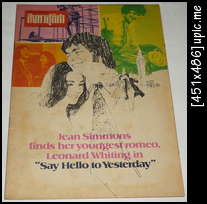 Jean Simmons
finds her youngest romeo,
Leonard Whiting in
"Say Hello to Yesterday"
[451x486]upic.me